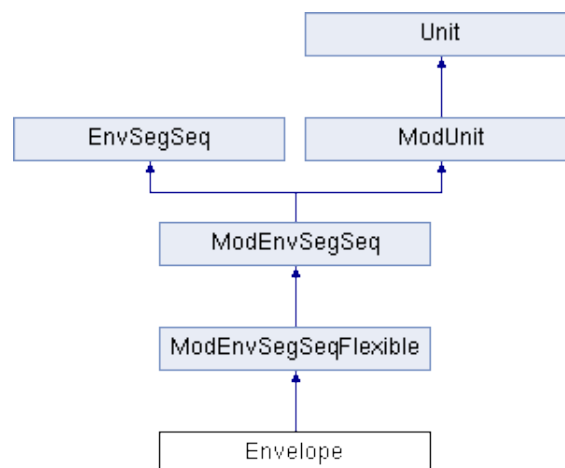 Unit
EnvSegSeq
ModUnit
ModEnvSegSeq
ModEnvSegSeqFlexible
Envelope